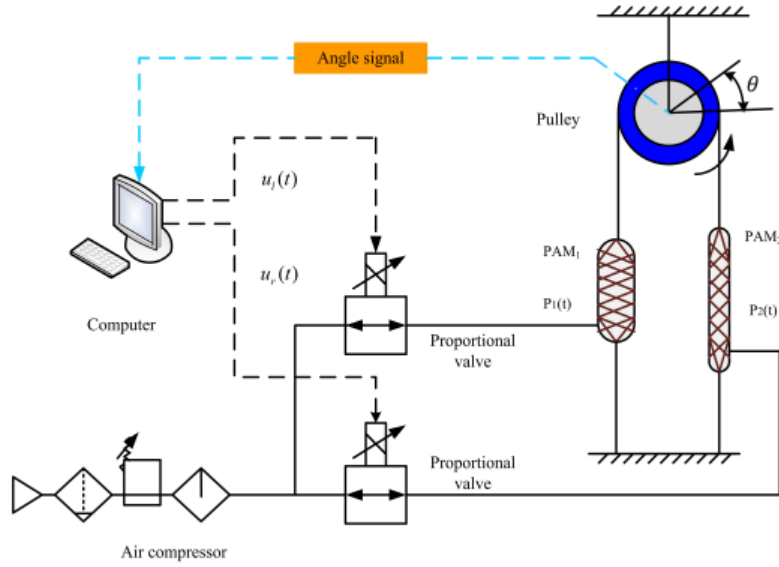 Angle signal
θ
Pulley
u_l(t)
PAM₁
PAM₂
u_r(t)
P₁(t)
P₂(t)
Computer
Proportional
valve
Proportional
valve
Air compressor